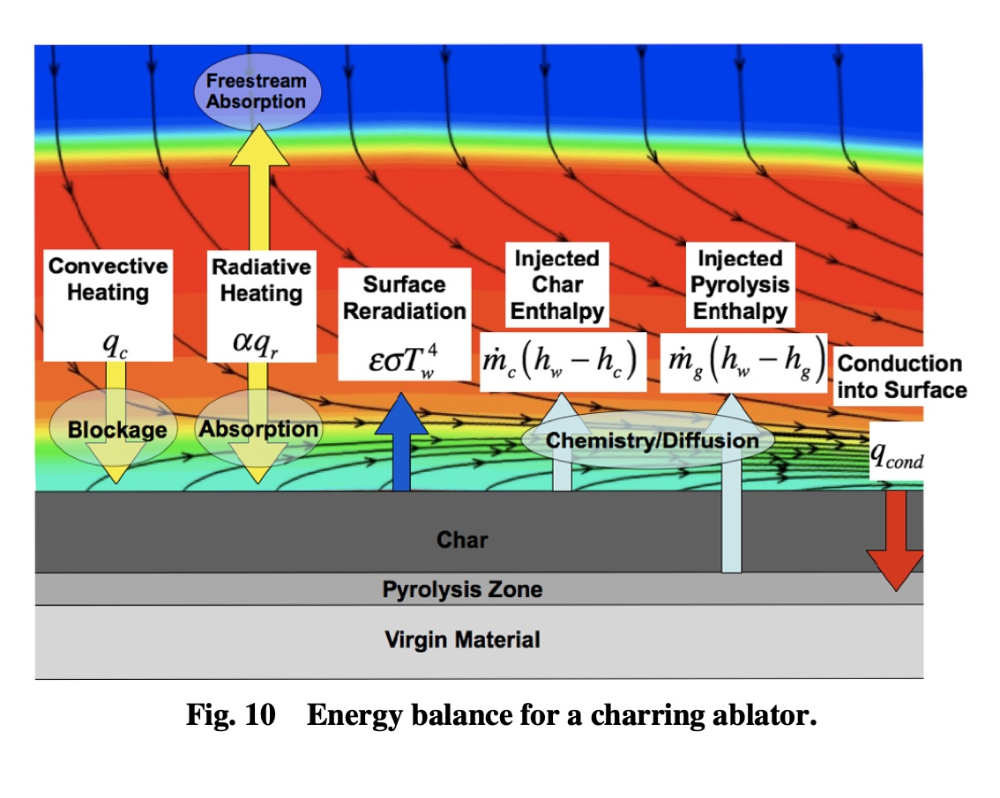 Freestream
Absorption
Convective
Heating
q_c
Radiative
Heating
αq_r
Surface
Reradiation
εσT_w^4
Injected
Char
Enthalpy
ṁ_c(h_w − h_c)
Injected
Pyrolysis
Enthalpy
ṁ_g(h_w − h_g)
Conduction
into Surface
q_cond
Blockage
Absorption
Chemistry/Diffusion
Char
Pyrolysis Zone
Virgin Material
Fig. 10 Energy balance for a charring ablator.